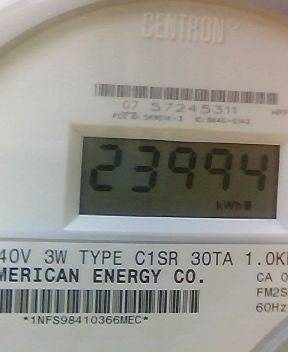 CENTRON®
07 57245311
23994
kWh
40V 3W TYPE C1SR 30TA 1.0K
MERICAN ENERGY CO.
CA 0
FM2S
60Hz
*1NFS98410366MEC*